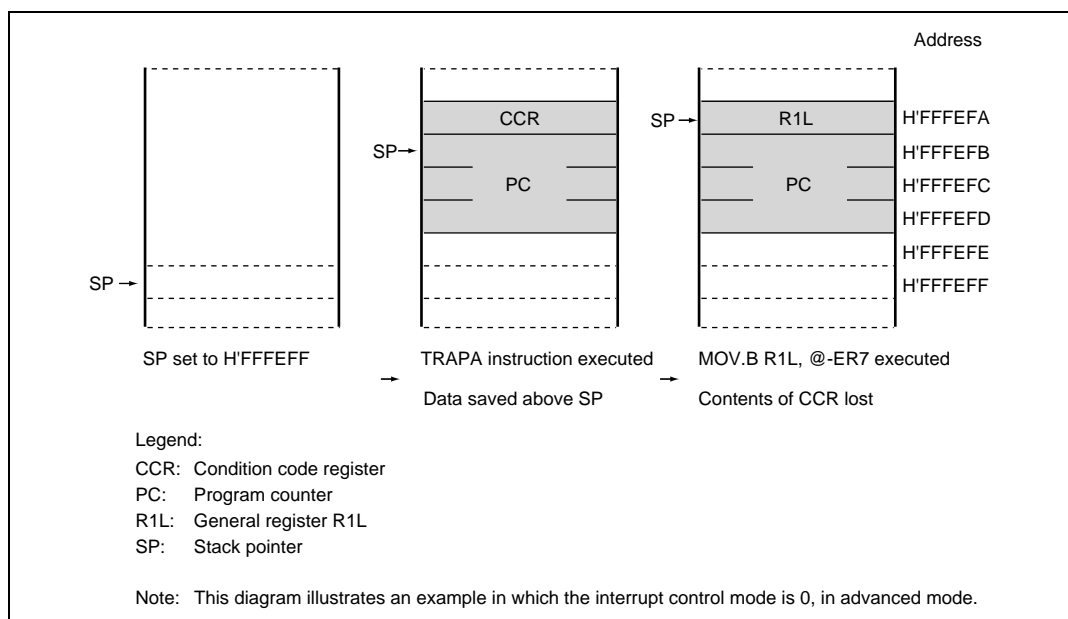 Address
CCR
SP
R1L
H'FFFEFA
SP
H'FFFEFB
PC
PC
H'FFFEFC
H'FFFEFD
H'FFFEFE
SP
H'FFFEFF
SP set to H'FFFEFF
TRAPA instruction executed
MOV.B R1L, @-ER7 executed
Data saved above SP
Contents of CCR lost
Legend:
CCR: Condition code register
PC: Program counter
R1L: General register R1L
SP: Stack pointer
Note: This diagram illustrates an example in which the interrupt control mode is 0, in advanced mode.